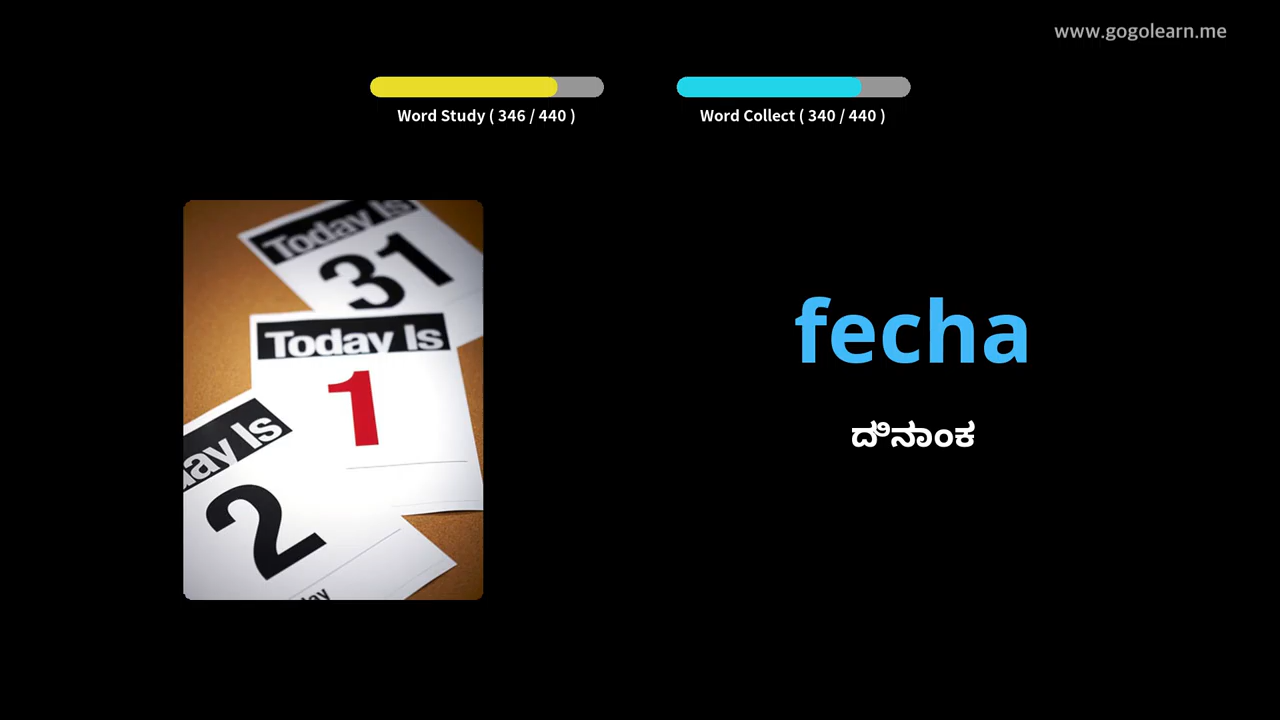 www.gogolearn.me
Word Study ( 346 / 440 )
Word Collect ( 340 / 440 )
Today Is
31
Today Is
1
ay Is
2
ay
fecha
ದಿನಾಂಕ